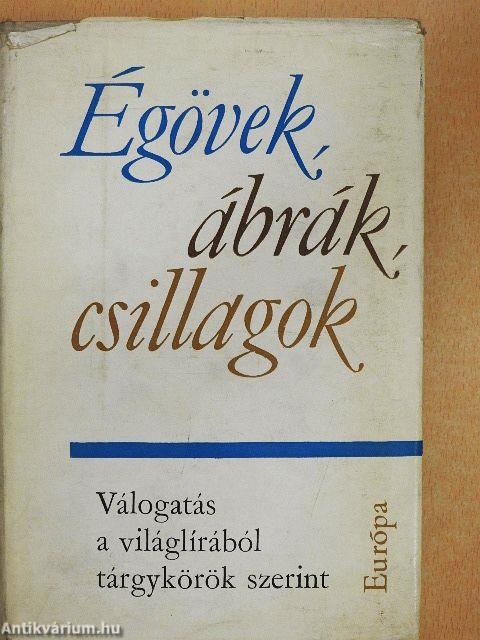 Égövek,
ábrák,
csillagok
Válogatás
a világlírából
tárgykörök szerint
Európa
Antikvárium.hu